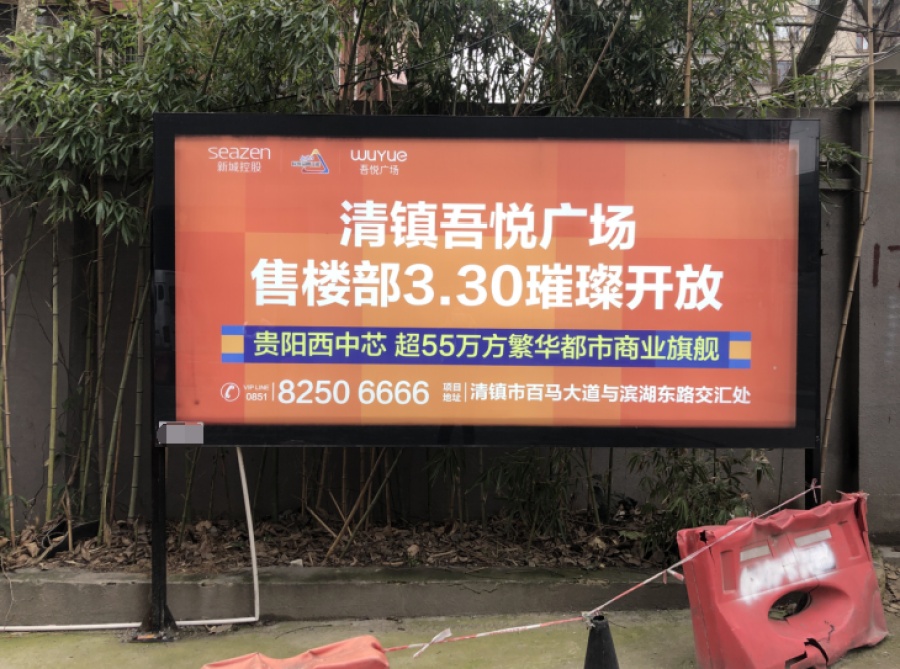 seazen
新城控股
wuyue
吾悦广场
清镇吾悦广场
售楼部3.30璀璨开放
贵阳西中芯 超55万方繁华都市商业旗舰
VIP LINE
0851
8250 6666
项目
地址
清镇市百马大道与滨湖东路交汇处